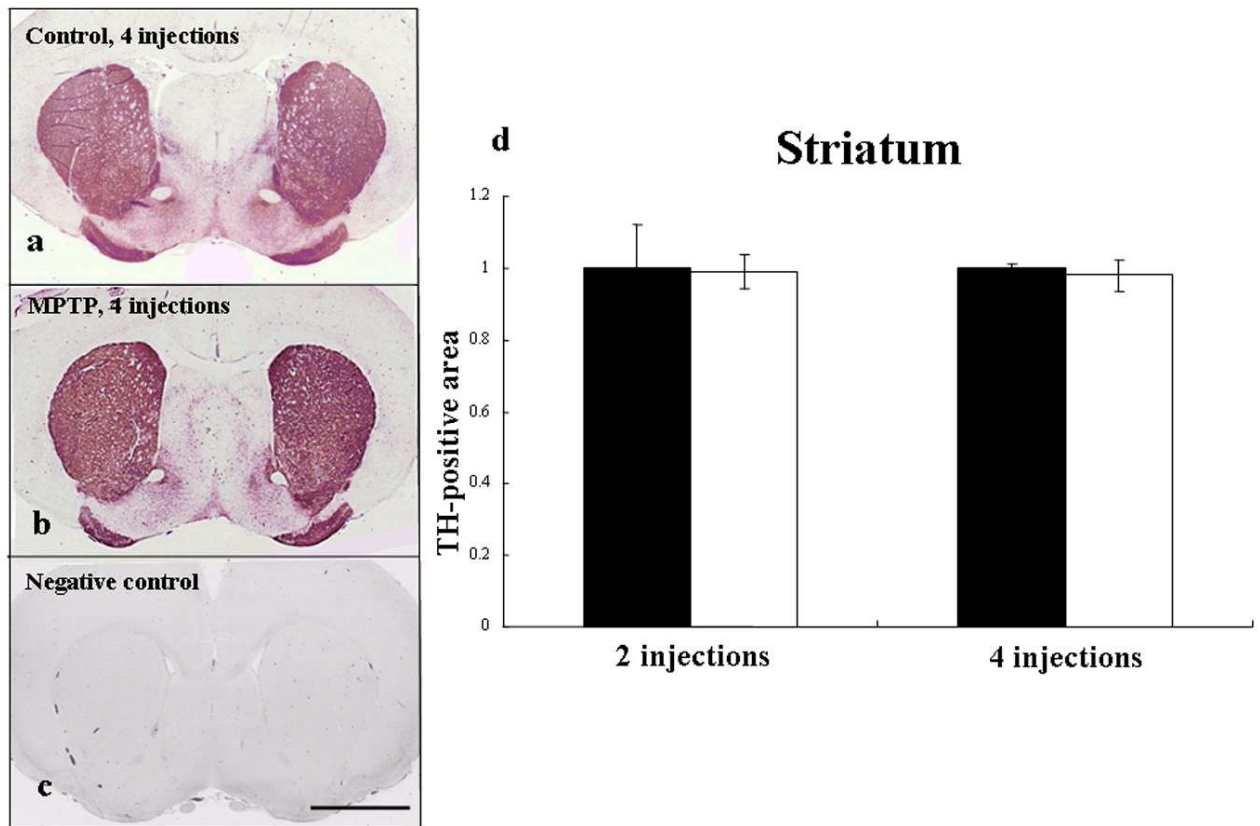 Control, 4 injections
a
MPTP, 4 injections
b
Negative control
c
d
Striatum
TH-positive area
1.2
1
0.8
0.6
0.4
0.2
0
2 injections
4 injections